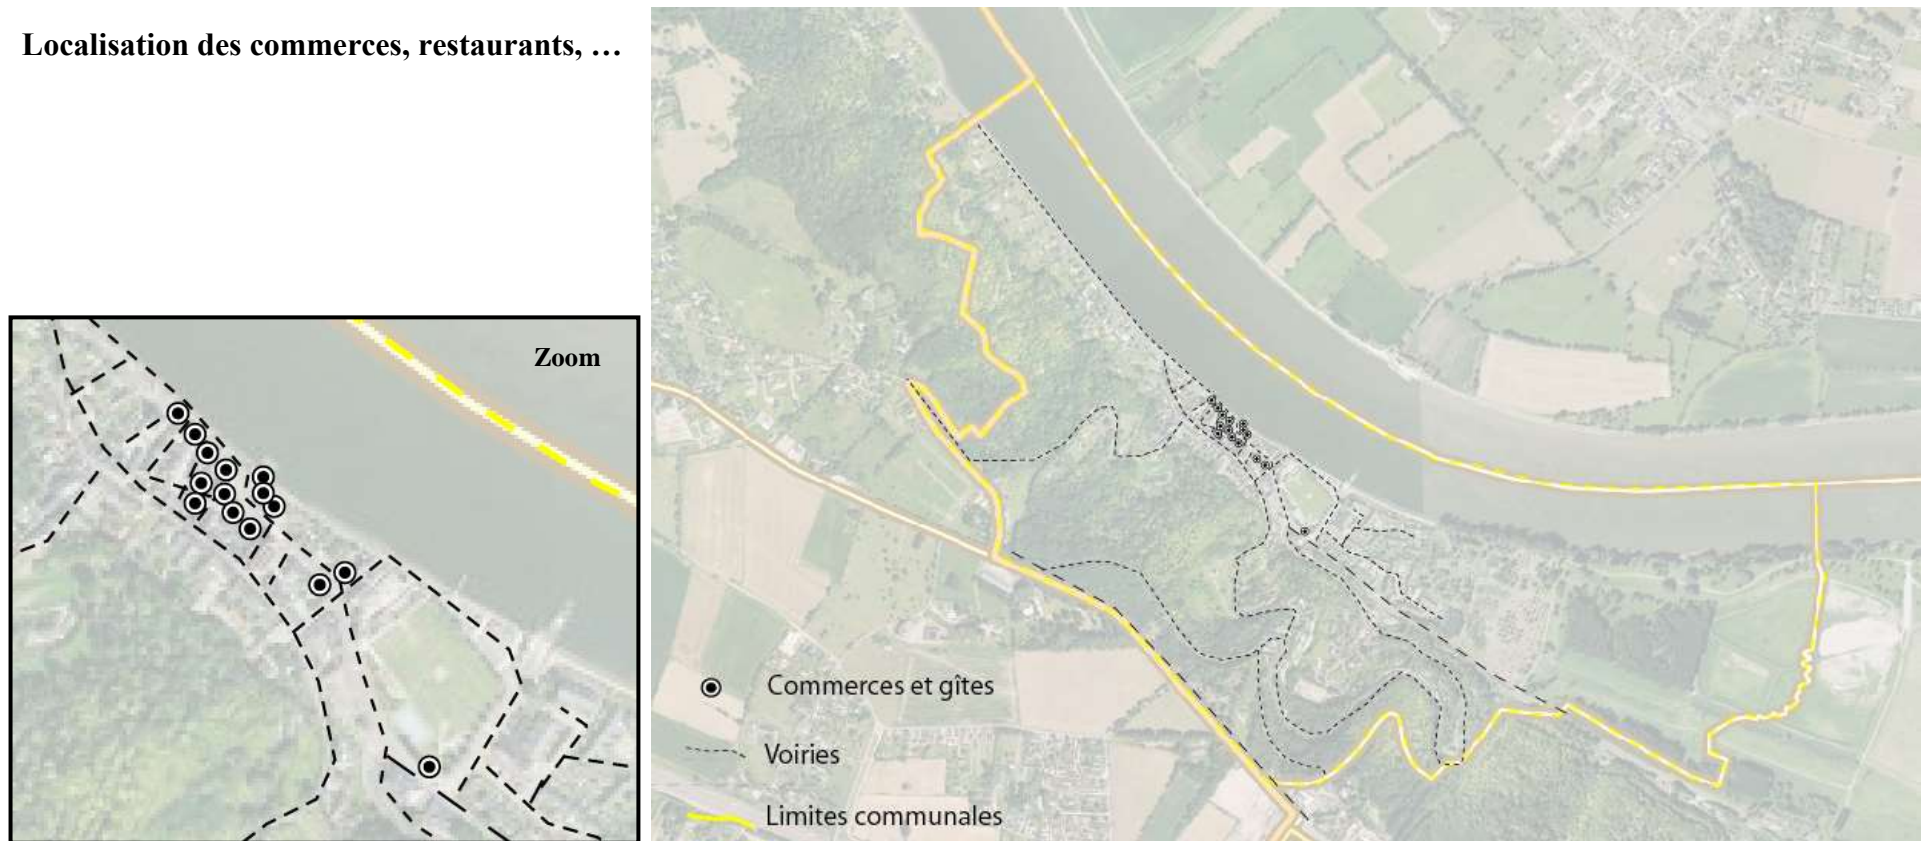 Localisation des commerces, restaurants, …
Zoom
Commerces et gîtes
Voiries
Limites communales